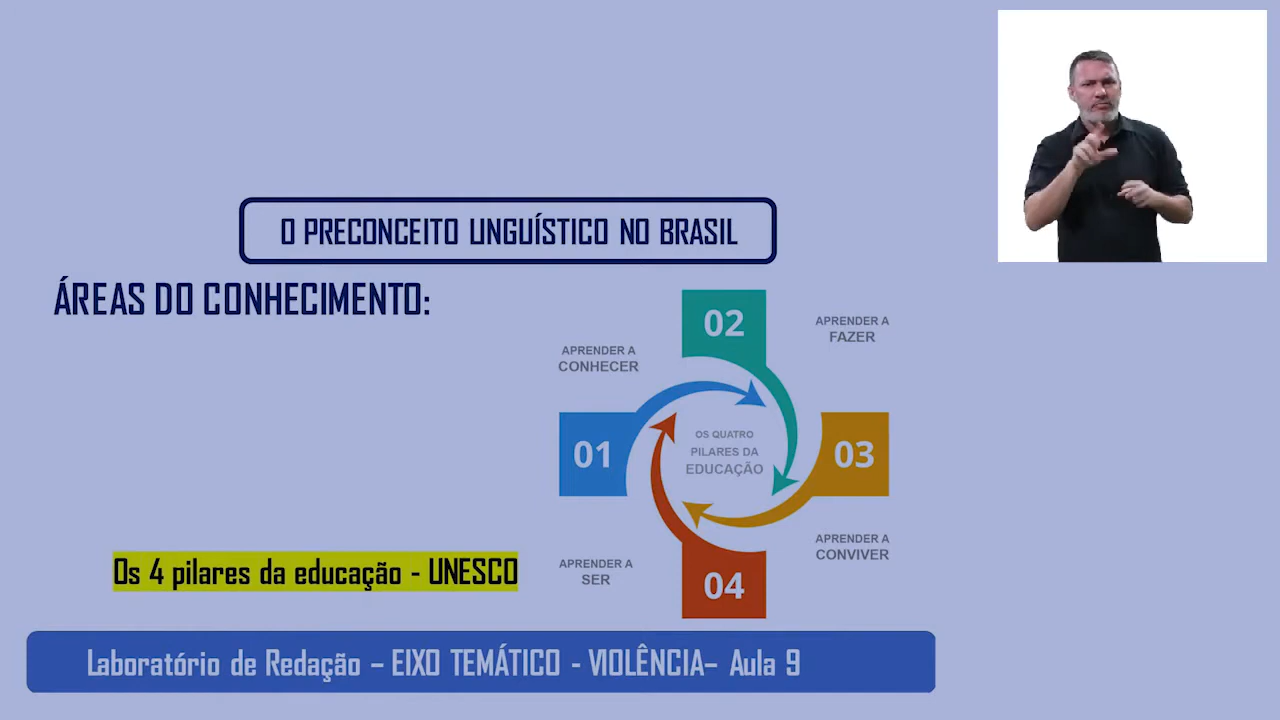 O PRECONCEITO LINGUÍSTICO NO BRASIL
ÁREAS DO CONHECIMENTO:
02
APRENDER A
FAZER
APRENDER A
CONHECER
01
OS QUATRO
PILARES DA
EDUCAÇÃO
03
APRENDER A
CONVIVER
APRENDER A
SER
04
Os 4 pilares da educação - UNESCO
Laboratório de Redação – EIXO TEMÁTICO - VIOLÊNCIA– Aula 9